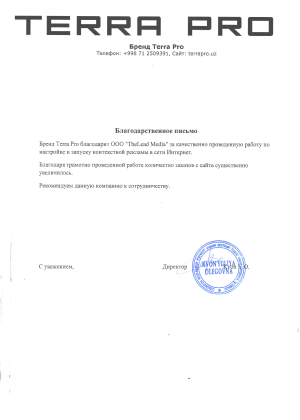 TERRA PRO
Бренд Terra Pro
Телефон: +998 71 2509391, Сайт: terrapro.uz
Благодарственное письмо
Бренд Terra Pro благодарит ООО "TheLead Media" за качественно проведенную работу по
настройке и запуску контекстной рекламы в сети Интернет.
Благодаря грамотно проведенной работе количество заказов с сайта существенно
увеличилось.
Рекомендуем данную компанию к сотрудничеству.
С уважением,
Директор
OLEGOVNA